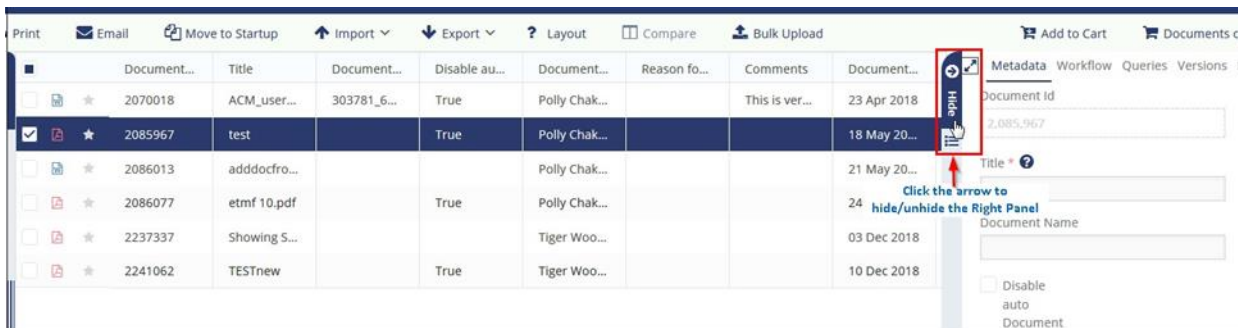 Print Email Move to Startup Import Export ? Layout Compare Bulk Upload Add to Cart Documents
Document... Title Document... Disable au... Document... Reason fo... Comments Document...
2070018 ACM_user... 303781_6... True Polly Chak... This is ver... 23 Apr 2018
2085967 test True Polly Chak... 18 May 20...
2086013 adddocfro... Polly Chak... 21 May 20...
2086077 etmf 10.pdf True Polly Chak... 24
2237337 Showing S... Tiger Woo... 03 Dec 2018
2241062 TESTnew True Tiger Woo... 10 Dec 2018
Hide
Click the arrow to
hide/unhide the Right Panel
Metadata Workflow Queries Versions
Document Id
2,085,967
Title * ?
Document Name
Disable
auto
Document